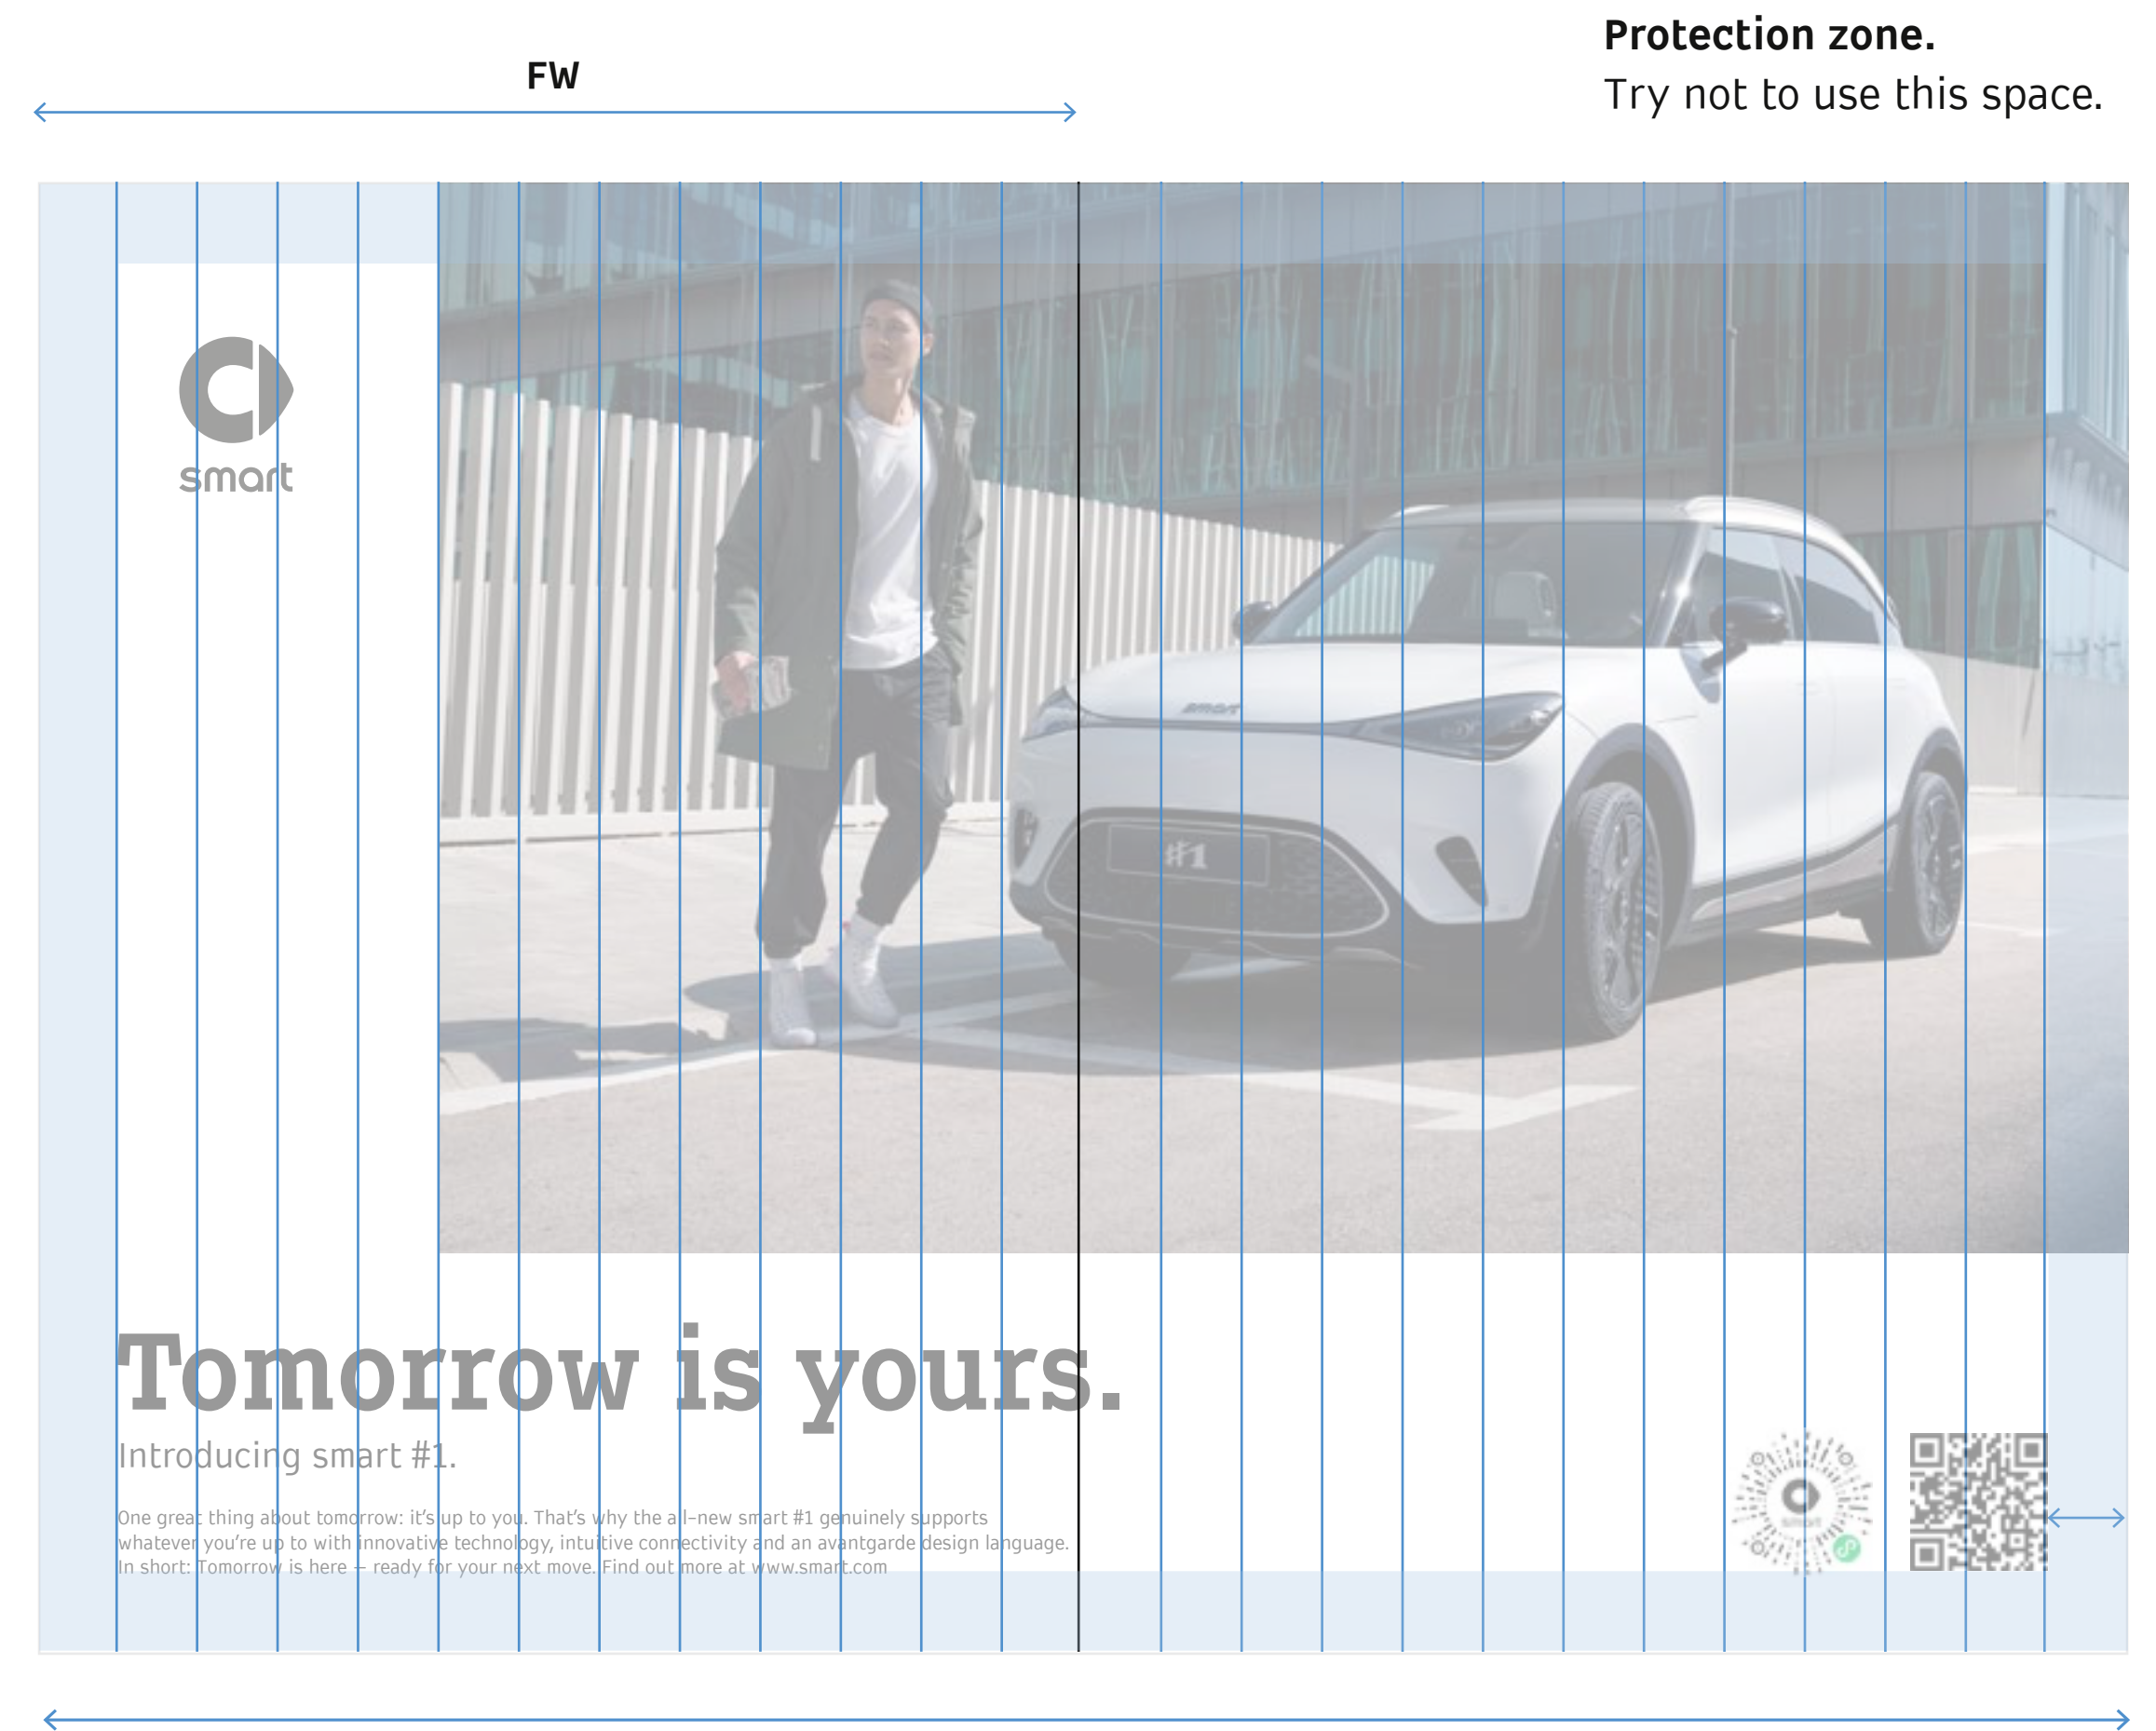 Protection zone.
Try not to use this space.
FW
smart
smart
#1
Tomorrow is yours.
Introducing smart #1.
One great thing about tomorrow: it’s up to you. That’s why the all-new smart #1 genuinely supports
whatever you’re up to with innovative technology, intuitive connectivity and an avantgarde design language.
In short: Tomorrow is here – ready for your next move. Find out more at www.smart.com
smart